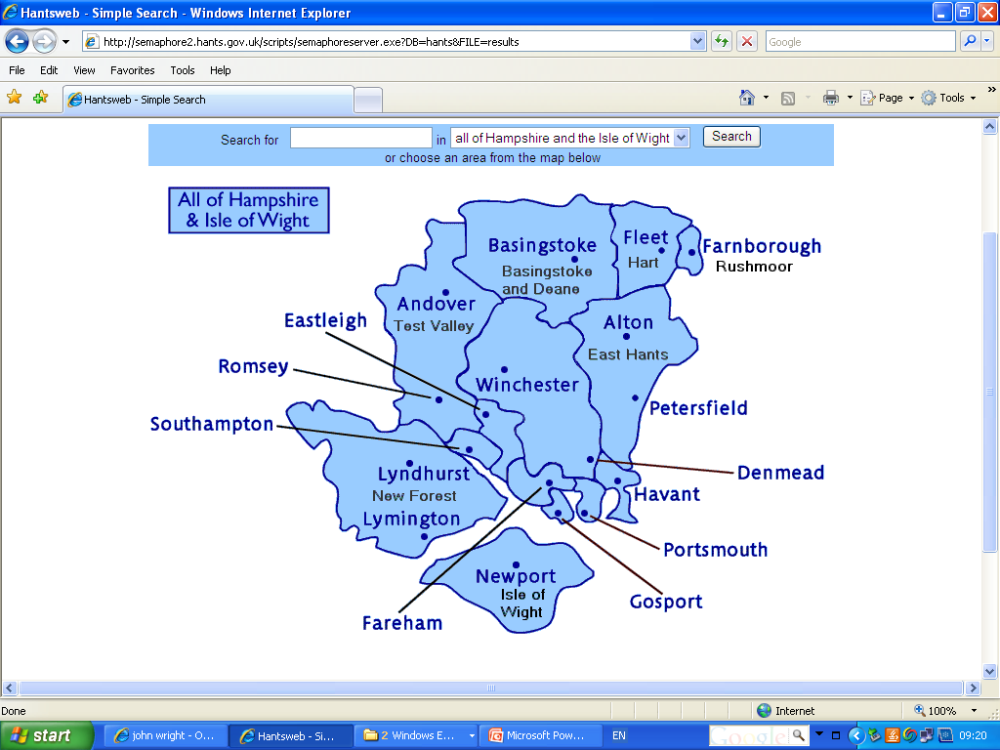 Hantsweb - Simple Search - Windows Internet Explorer
http://semaphore2.hants.gov.uk/scripts/semaphoreserver.exe?DB=hants&FILE=results
Google
File Edit View Favorites Tools Help
Hantsweb - Simple Search
Page Tools
Search for in all of Hampshire and the Isle of Wight Search
or choose an area from the map below
All of Hampshire
& Isle of Wight
Basingstoke
Basingstoke
and Deane
Fleet
Hart
Farnborough
Rushmoor
Andover
Test Valley
Eastleigh
Alton
East Hants
Romsey
Winchester
Petersfield
Southampton
Lyndhurst
New Forest
Lymington
Denmead
Havant
Portsmouth
Newport
Isle of
Wight
Gosport
Fareham
Done Internet 100%
start john wright - O... Hantsweb - Si... 2 Windows E... Microsoft Pow... EN Google 09:20